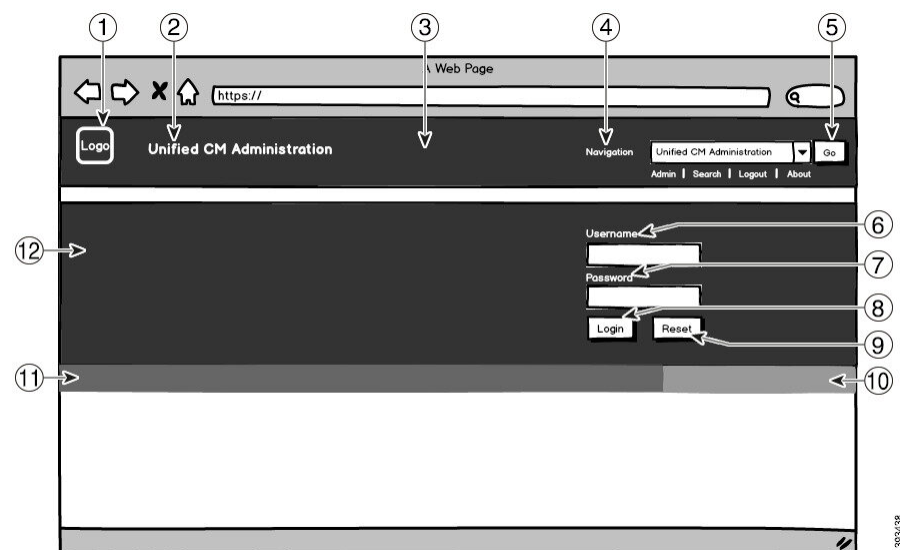 1 2 3 4 5
A Web Page
https://
Logo
Unified CM Administration
Navigation
Unified CM Administration
Go
Admin | Search | Logout | About
Username
6
12
Password
7
8
Login
Reset
9
11
10
393438